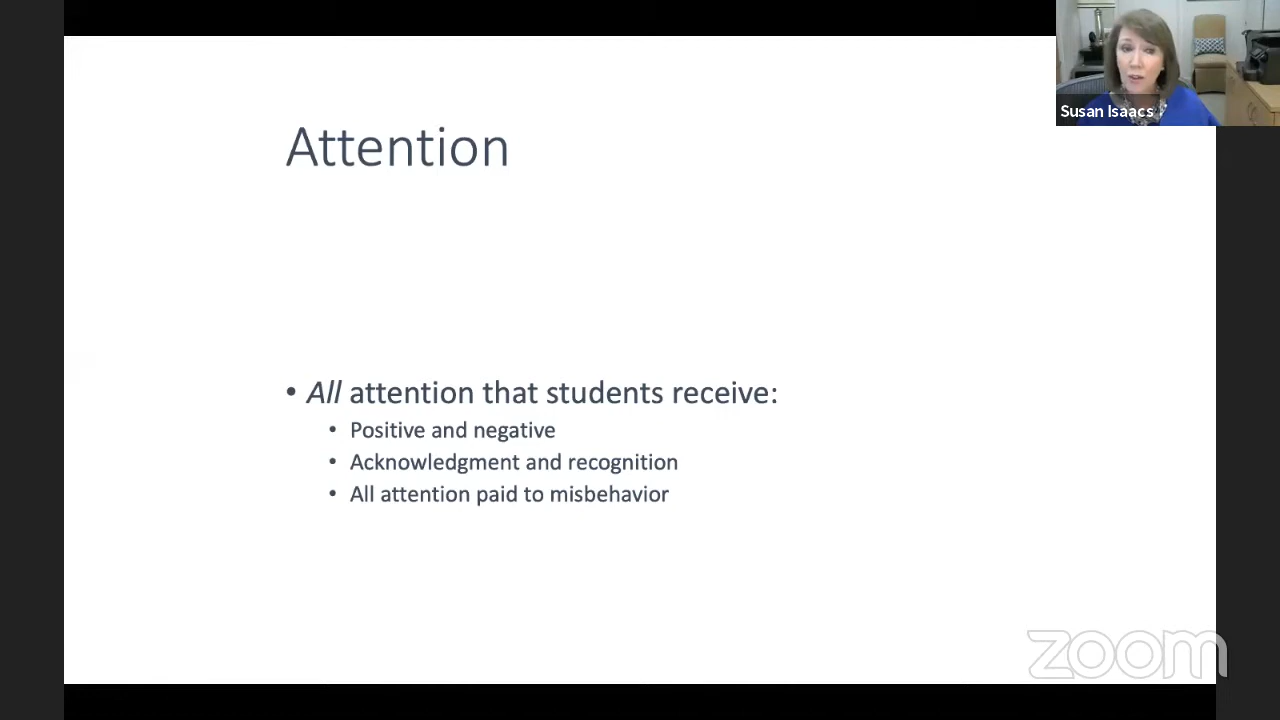 Susan Isaacs
Attention
• All attention that students receive:
• Positive and negative
• Acknowledgment and recognition
• All attention paid to misbehavior
zoom